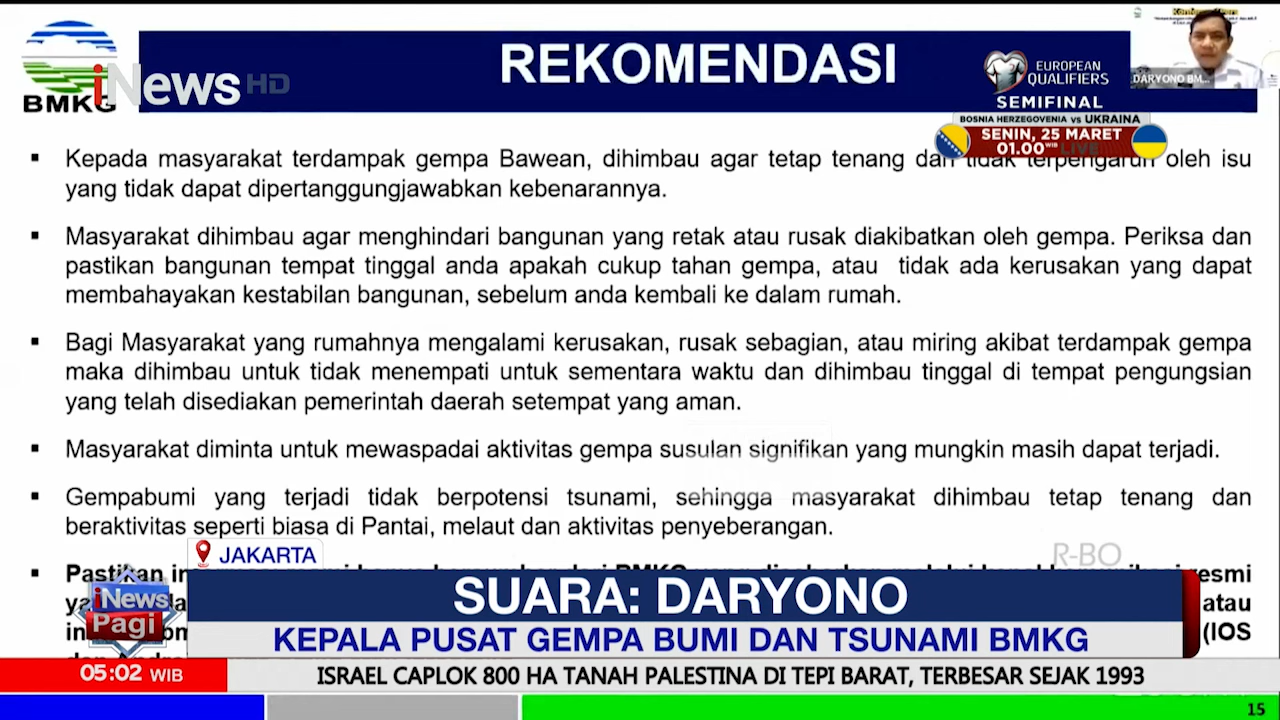 REKOMENDASI
BMKG
iNews HD
DARYONO BM...
EUROPEAN
QUALIFIERS
SEMIFINAL
BOSNIA HERZEGOVENIA vs UKRAINA
SENIN, 25 MARET
01.00 WIB LIVE
▪ Kepada masyarakat terdampak gempa Bawean, dihimbau agar tetap tenang dan tidak terpengaruh oleh isu
yang tidak dapat dipertanggungjawabkan kebenarannya.
▪ Masyarakat dihimbau agar menghindari bangunan yang retak atau rusak diakibatkan oleh gempa. Periksa dan
pastikan bangunan tempat tinggal anda apakah cukup tahan gempa, atau tidak ada kerusakan yang dapat
membahayakan kestabilan bangunan, sebelum anda kembali ke dalam rumah.
▪ Bagi Masyarakat yang rumahnya mengalami kerusakan, rusak sebagian, atau miring akibat terdampak gempa
maka dihimbau untuk tidak menempati untuk sementara waktu dan dihimbau tinggal di tempat pengungsian
yang telah disediakan pemerintah daerah setempat yang aman.
▪ Masyarakat diminta untuk mewaspadai aktivitas gempa susulan signifikan yang mungkin masih dapat terjadi.
▪ Gempabumi yang terjadi tidak berpotensi tsunami, sehingga masyarakat dihimbau tetap tenang dan
beraktivitas seperti biasa di Pantai, melaut dan aktivitas penyeberangan.
R-BO
▪ Pastikan resmi
atau
(IOS
JAKARTA
iNews
Pagi
SUARA: DARYONO
KEPALA PUSAT GEMPA BUMI DAN TSUNAMI BMKG
05:02 WIB
ISRAEL CAPLOK 800 HA TANAH PALESTINA DI TEPI BARAT, TERBESAR SEJAK 1993
15